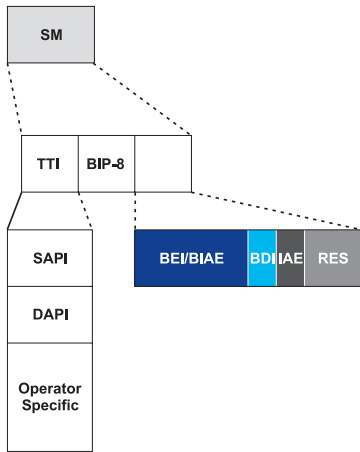 SM
TTI BIP-8
SAPI
BEI/BIAE BDI IAE RES
DAPI
Operator
Specific